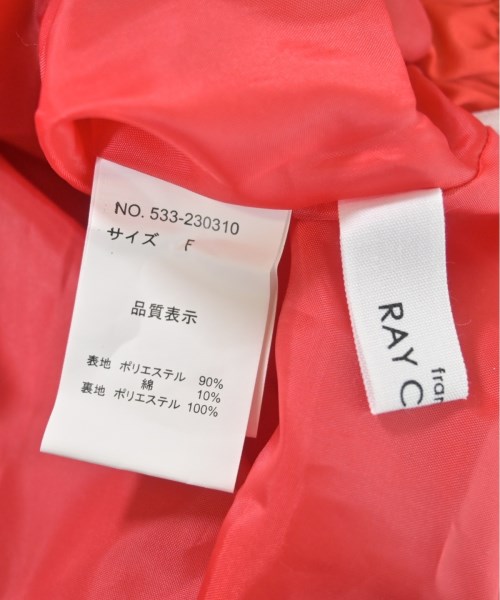 NO. 533-230310
サイズ F
品質表示
表地 ポリエステル 90%
綿 10%
裏地 ポリエステル 100%
RAY C
fran